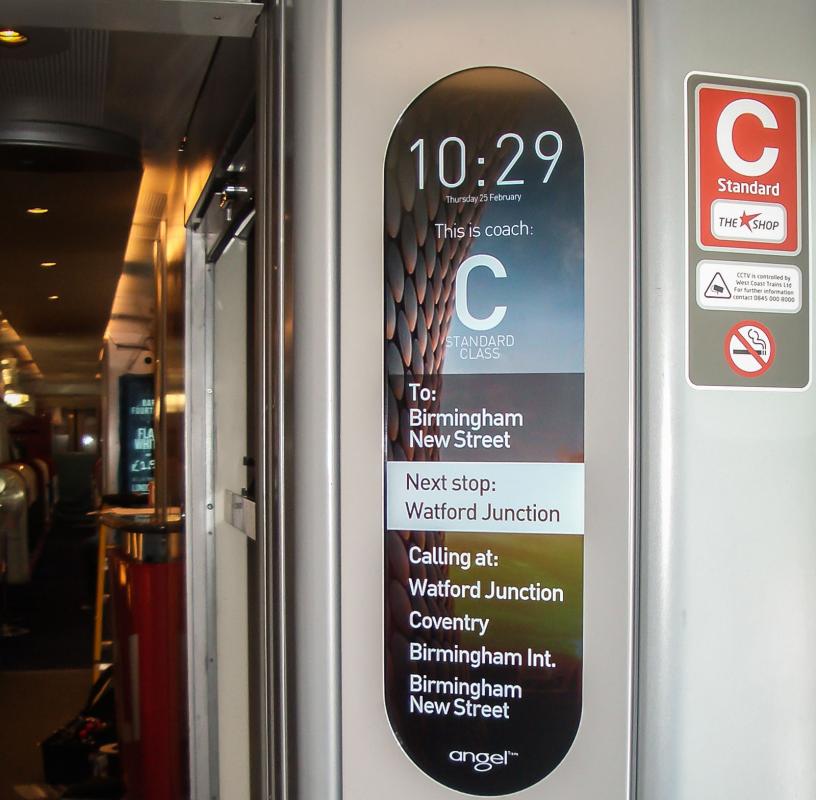 10:29
Thursday 25 February
This is coach:
C
STANDARD
CLASS
To:
Birmingham
New Street
Next stop:
Watford Junction
Calling at:
Watford Junction
Coventry
Birmingham Int.
Birmingham
New Street
angel™
C
Standard
THE SHOP
CCTV is controlled by
West Coast Trains Ltd
For further information
contact 0845 000 8000